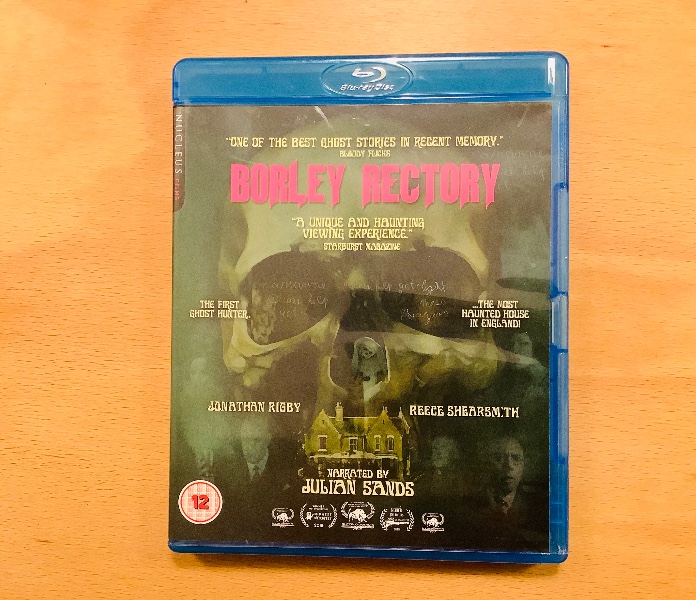 Blu-ray Disc
NUCLEUS FILMS
"ONE OF THE BEST GHOST STORIES IN RECENT MEMORY."
BLOODY FLICKS
BORLEY RECTORY
"A UNIQUE AND HAUNTING
VIEWING EXPERIENCE."
STARBURST MAGAZINE
THE FIRST
GHOST HUNTER...
...THE MOST
HAUNTED HOUSE
IN ENGLAND!
JONATHAN RIGBY
REECE SHEARSMITH
NARRATED BY
JULIAN SANDS
12